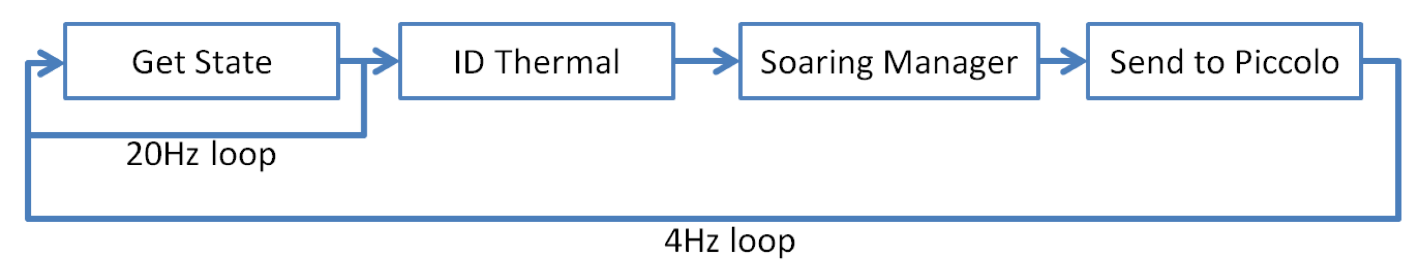 Get State
ID Thermal
Soaring Manager
Send to Piccolo
20Hz loop
4Hz loop